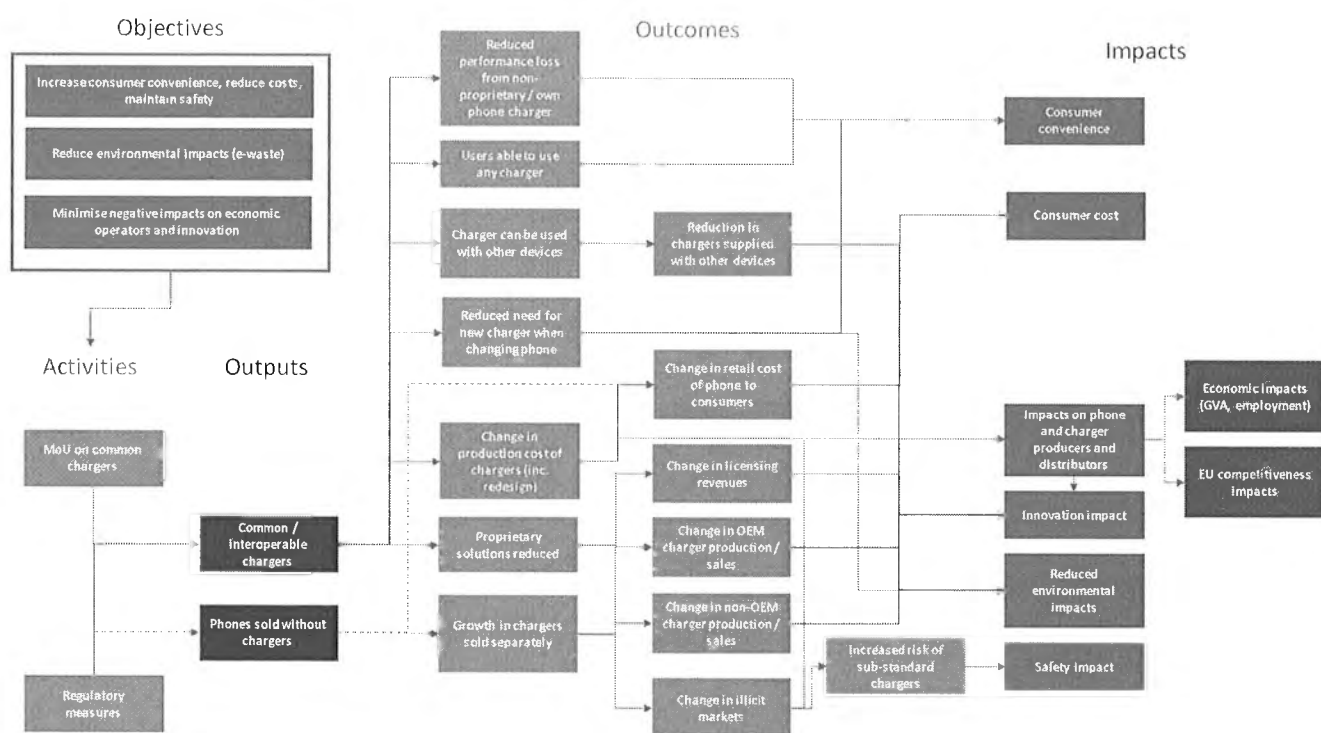 Objectives
Increase consumer convenience, reduce costs,
maintain safety
Reduce environmental impacts (e-waste)
Minimise negative impacts on economic
operators and innovation
Activities
MoU on common
chargers
Regulatory
measures
Outputs
Common /
interoperable
chargers
Phones sold without
chargers
Outcomes
Reduced
performance loss
from non-
proprietary / own
phone charger
Users able to use
any charger
Charger can be used
with other devices
Reduced need for
new charger when
changing phone
Change in
production cost of
chargers (inc.
redesign)
Proprietary
solutions reduced
Growth in chargers
sold separately
Reduction in
chargers supplied
with other devices
Change in retail cost
of phone to
consumers
Change in licensing
revenues
Change in OEM
charger production /
sales
Change in non-OEM
charger production /
sales
Change in illicit
markets
Increased risk of
sub-standard
chargers
Impacts
Consumer
convenience
Consumer cost
Impacts on phone
and charger
producers and
distributors
Innovation impact
Reduced
environmental
impacts
Safety impact
Economic impacts
(GVA, employment)
EU competitiveness
impacts